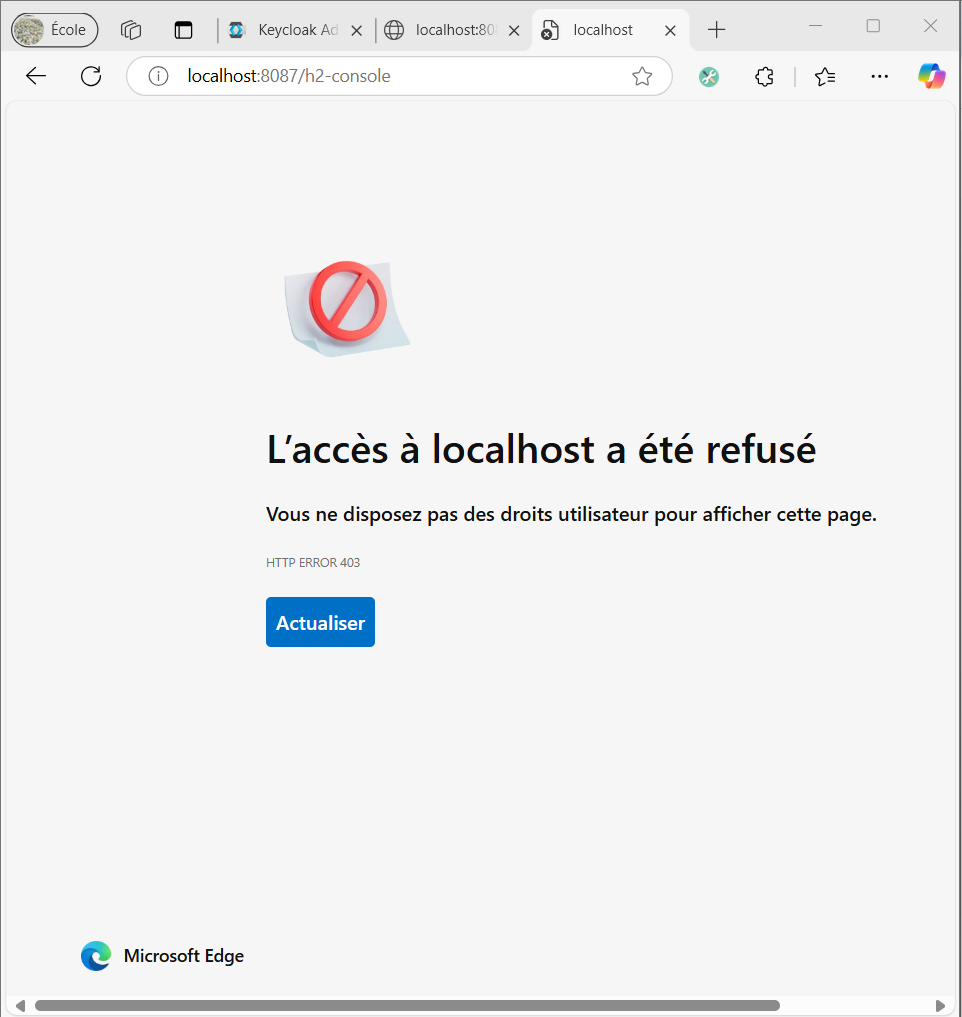 École
Keycloak Ad
localhost:808
localhost
localhost:8087/h2-console
L’accès à localhost a été refusé
Vous ne disposez pas des droits utilisateur pour afficher cette page.
HTTP ERROR 403
Actualiser
Microsoft Edge